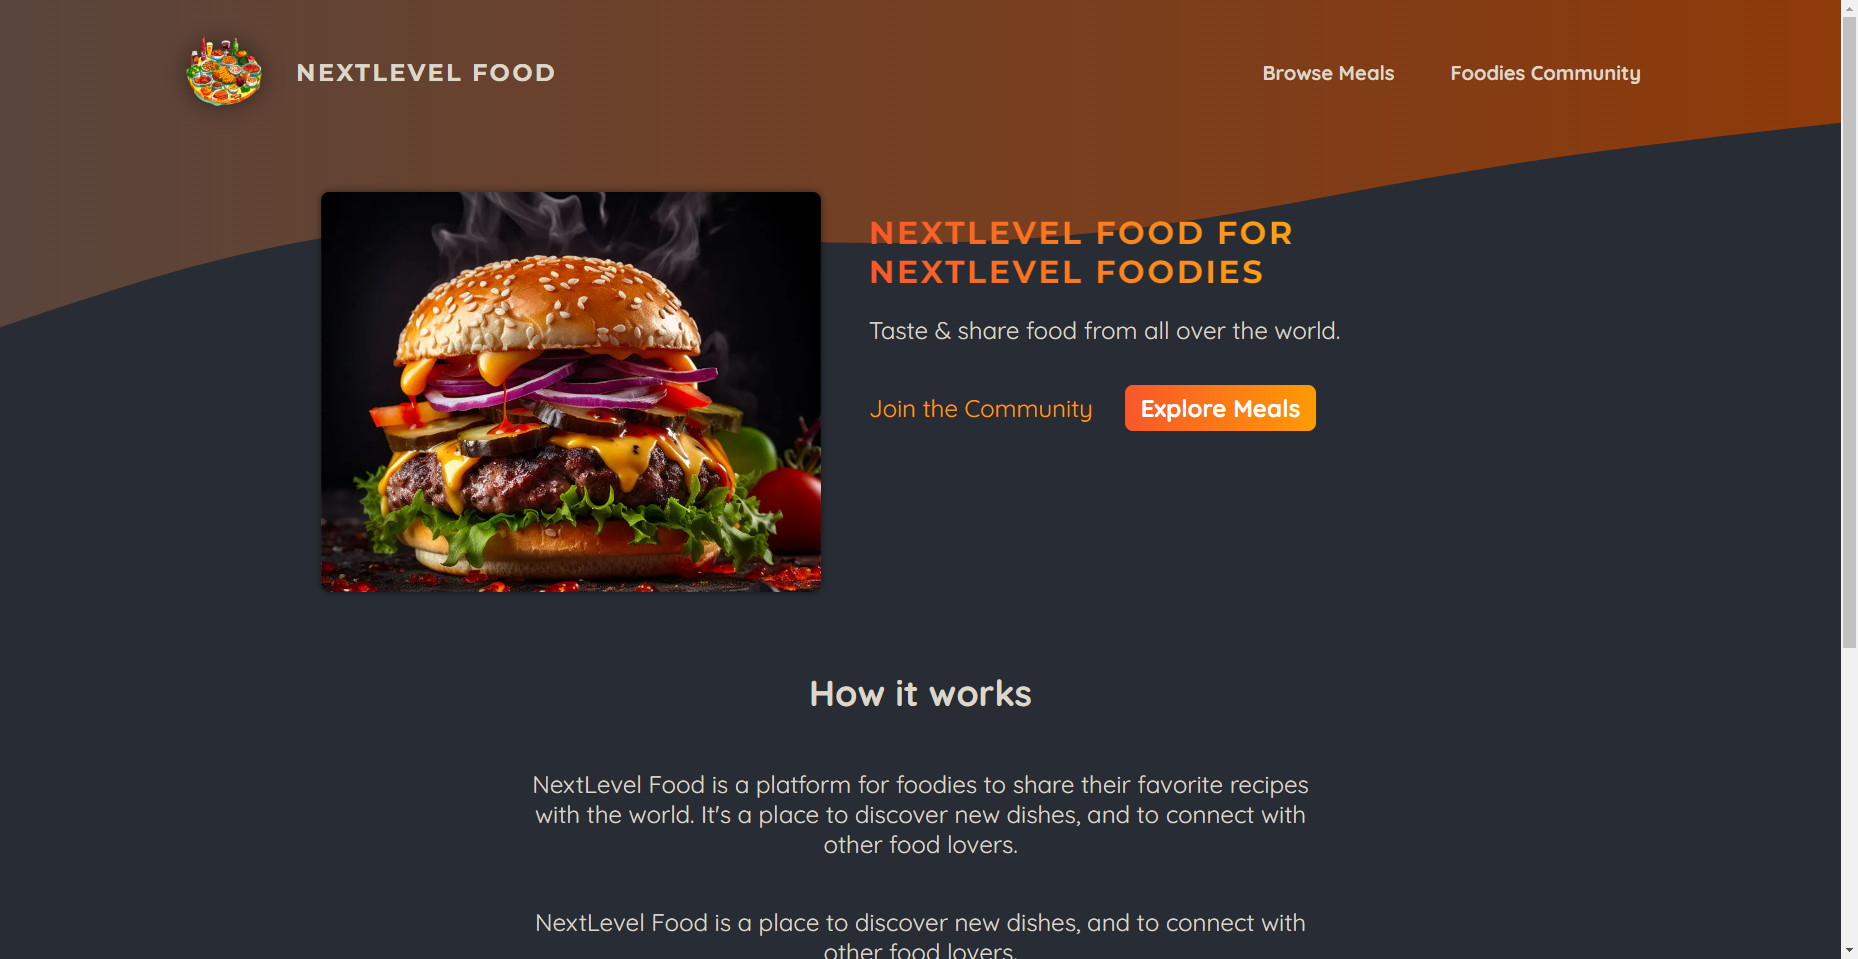 NEXTLEVEL FOOD
Browse Meals
Foodies Community
NEXTLEVEL FOOD FOR
NEXTLEVEL FOODIES
Taste & share food from all over the world.
Join the Community
Explore Meals
How it works
NextLevel Food is a platform for foodies to share their favorite recipes
with the world. It's a place to discover new dishes, and to connect with
other food lovers.
NextLevel Food is a place to discover new dishes, and to connect with
other food lovers.